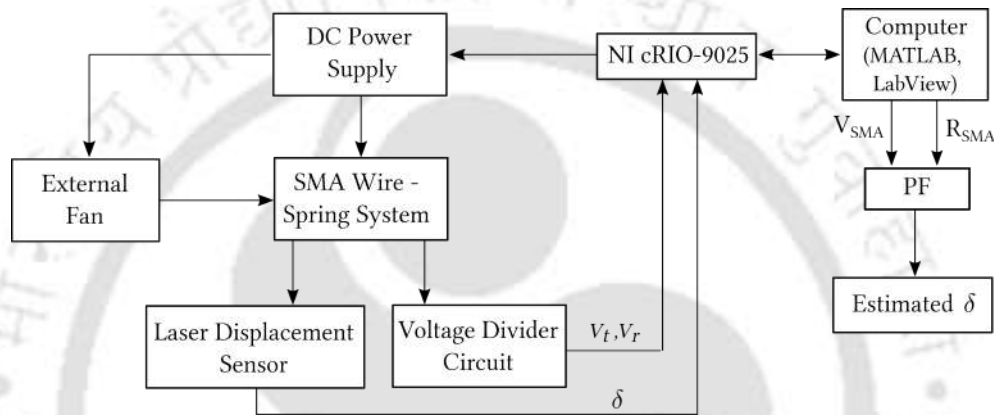 DC Power
Supply
NI cRIO-9025
Computer
(MATLAB,
LabView)
V_SMA
R_SMA
External
Fan
SMA Wire -
Spring System
PF
Laser Displacement
Sensor
Voltage Divider
Circuit
V_t ,V_r
Estimated δ
δ